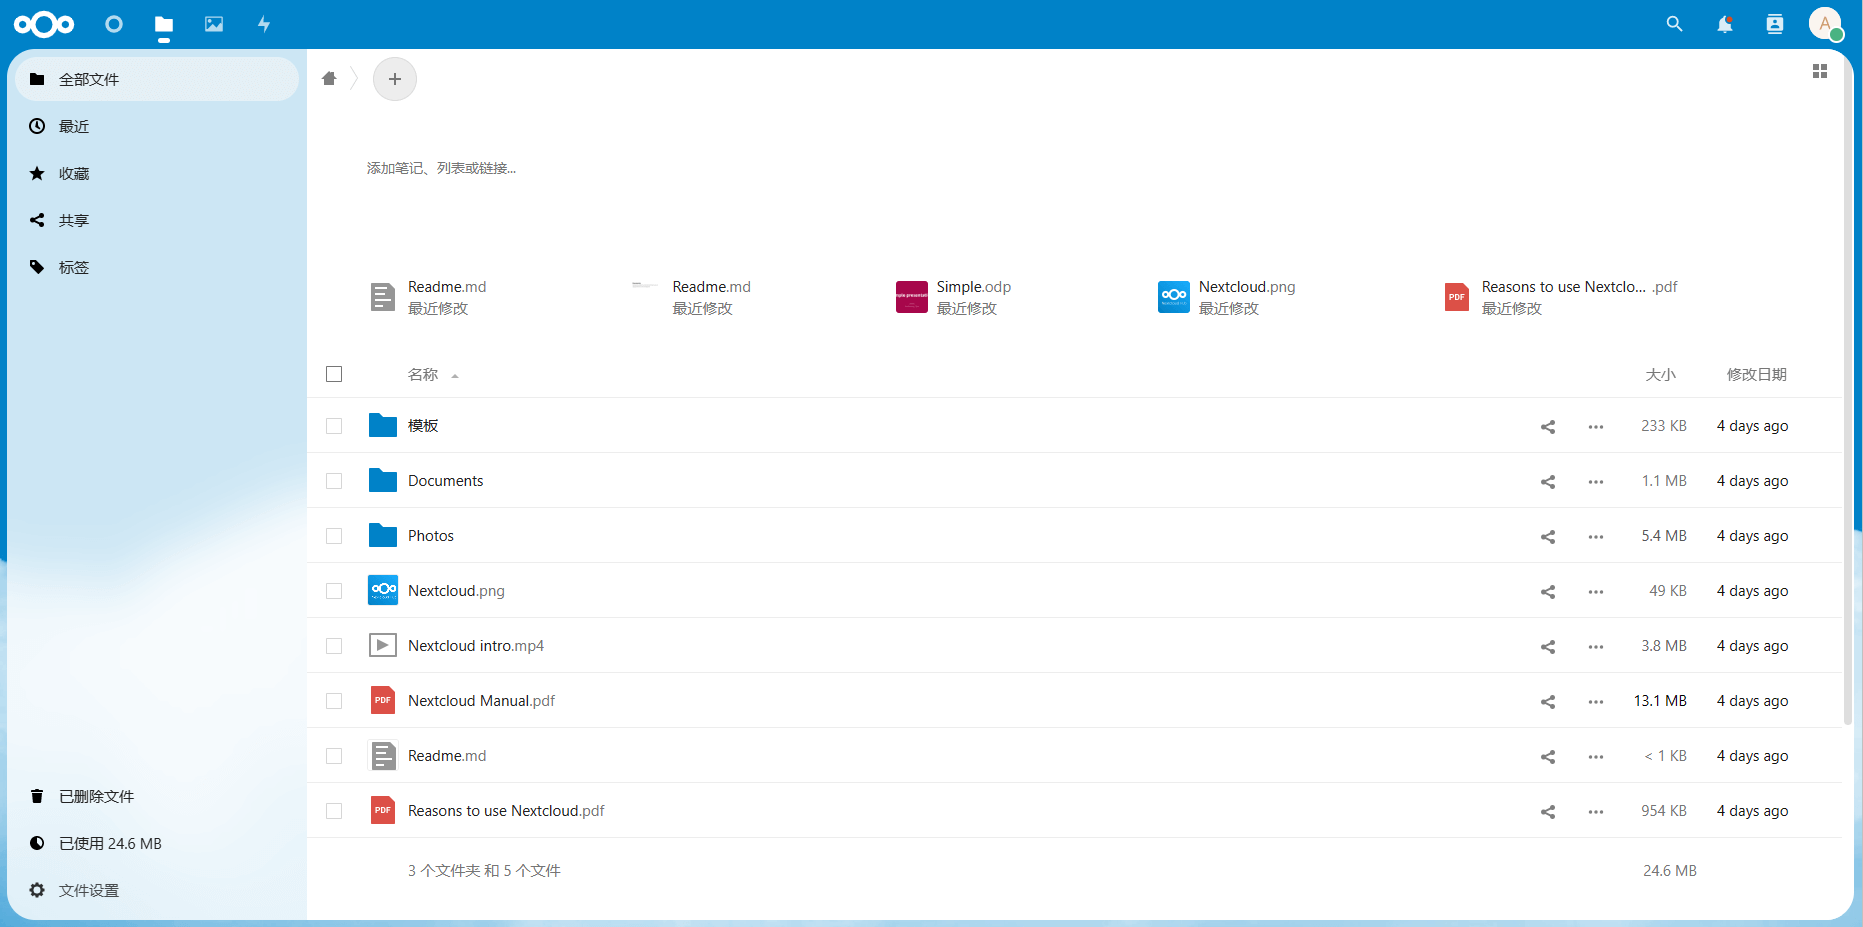 A
全部文件
最近
收藏
共享
标签
已删除文件
已使用 24.6 MB
文件设置
添加笔记、列表或链接...
Readme.md
最近修改
Readme.md
最近修改
Simple.odp
最近修改
Nextcloud.png
最近修改
PDF
Reasons to use Nextclo... .pdf
最近修改
名称 大小 修改日期
模板 233 KB 4 days ago
Documents 1.1 MB 4 days ago
Photos 5.4 MB 4 days ago
Nextcloud.png 49 KB 4 days ago
Nextcloud intro.mp4 3.8 MB 4 days ago
PDF Nextcloud Manual.pdf 13.1 MB 4 days ago
Readme.md < 1 KB 4 days ago
PDF Reasons to use Nextcloud.pdf 954 KB 4 days ago
3 个文件夹 和 5 个文件 24.6 MB